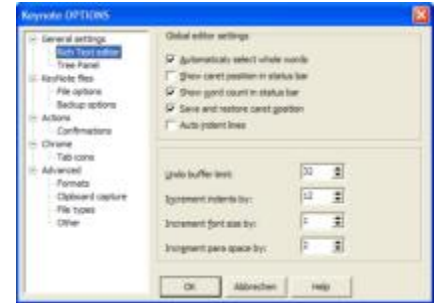 Keynote OPTIONS
General settings
Rich Text editor
Tree Panel
KeyNote files
File options
Backup options
Actions
Confirmations
Chrome
Tab icons
Advanced
Formats
Clipboard capture
File types
Other
Global editor settings
Automaticaly select whole words
Show caret position in status bar
Show word count in status bar
Save and restore caret position
Auto indent lines
Undo buffer limit: 32
Increment indents by: 12
Increment font size by:
Increment para space by:
OK Abbrechen Help